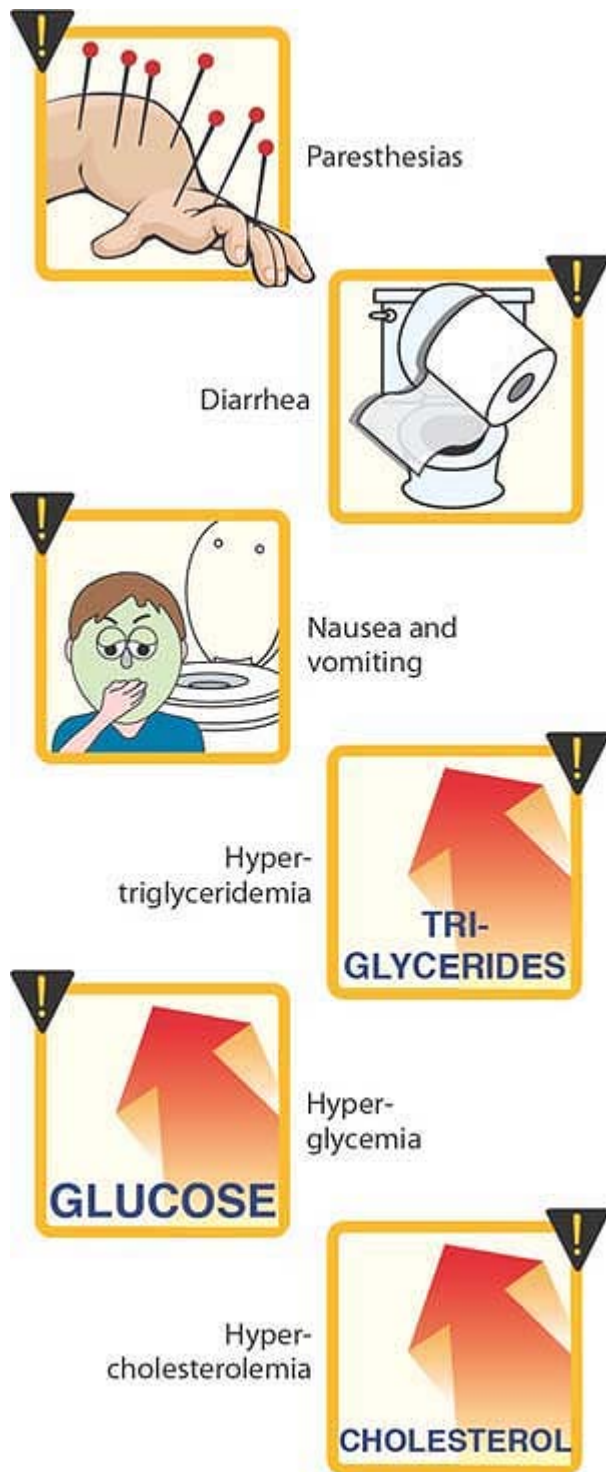 !
Paresthesias
!
Diarrhea
!
Nausea and
vomiting
!
Hyper-
triglyceridemia
TRI-
GLYCERIDES
!
!
GLUCOSE
Hyper-
glycemia
!
Hyper-
cholesterolemia
CHOLESTEROL